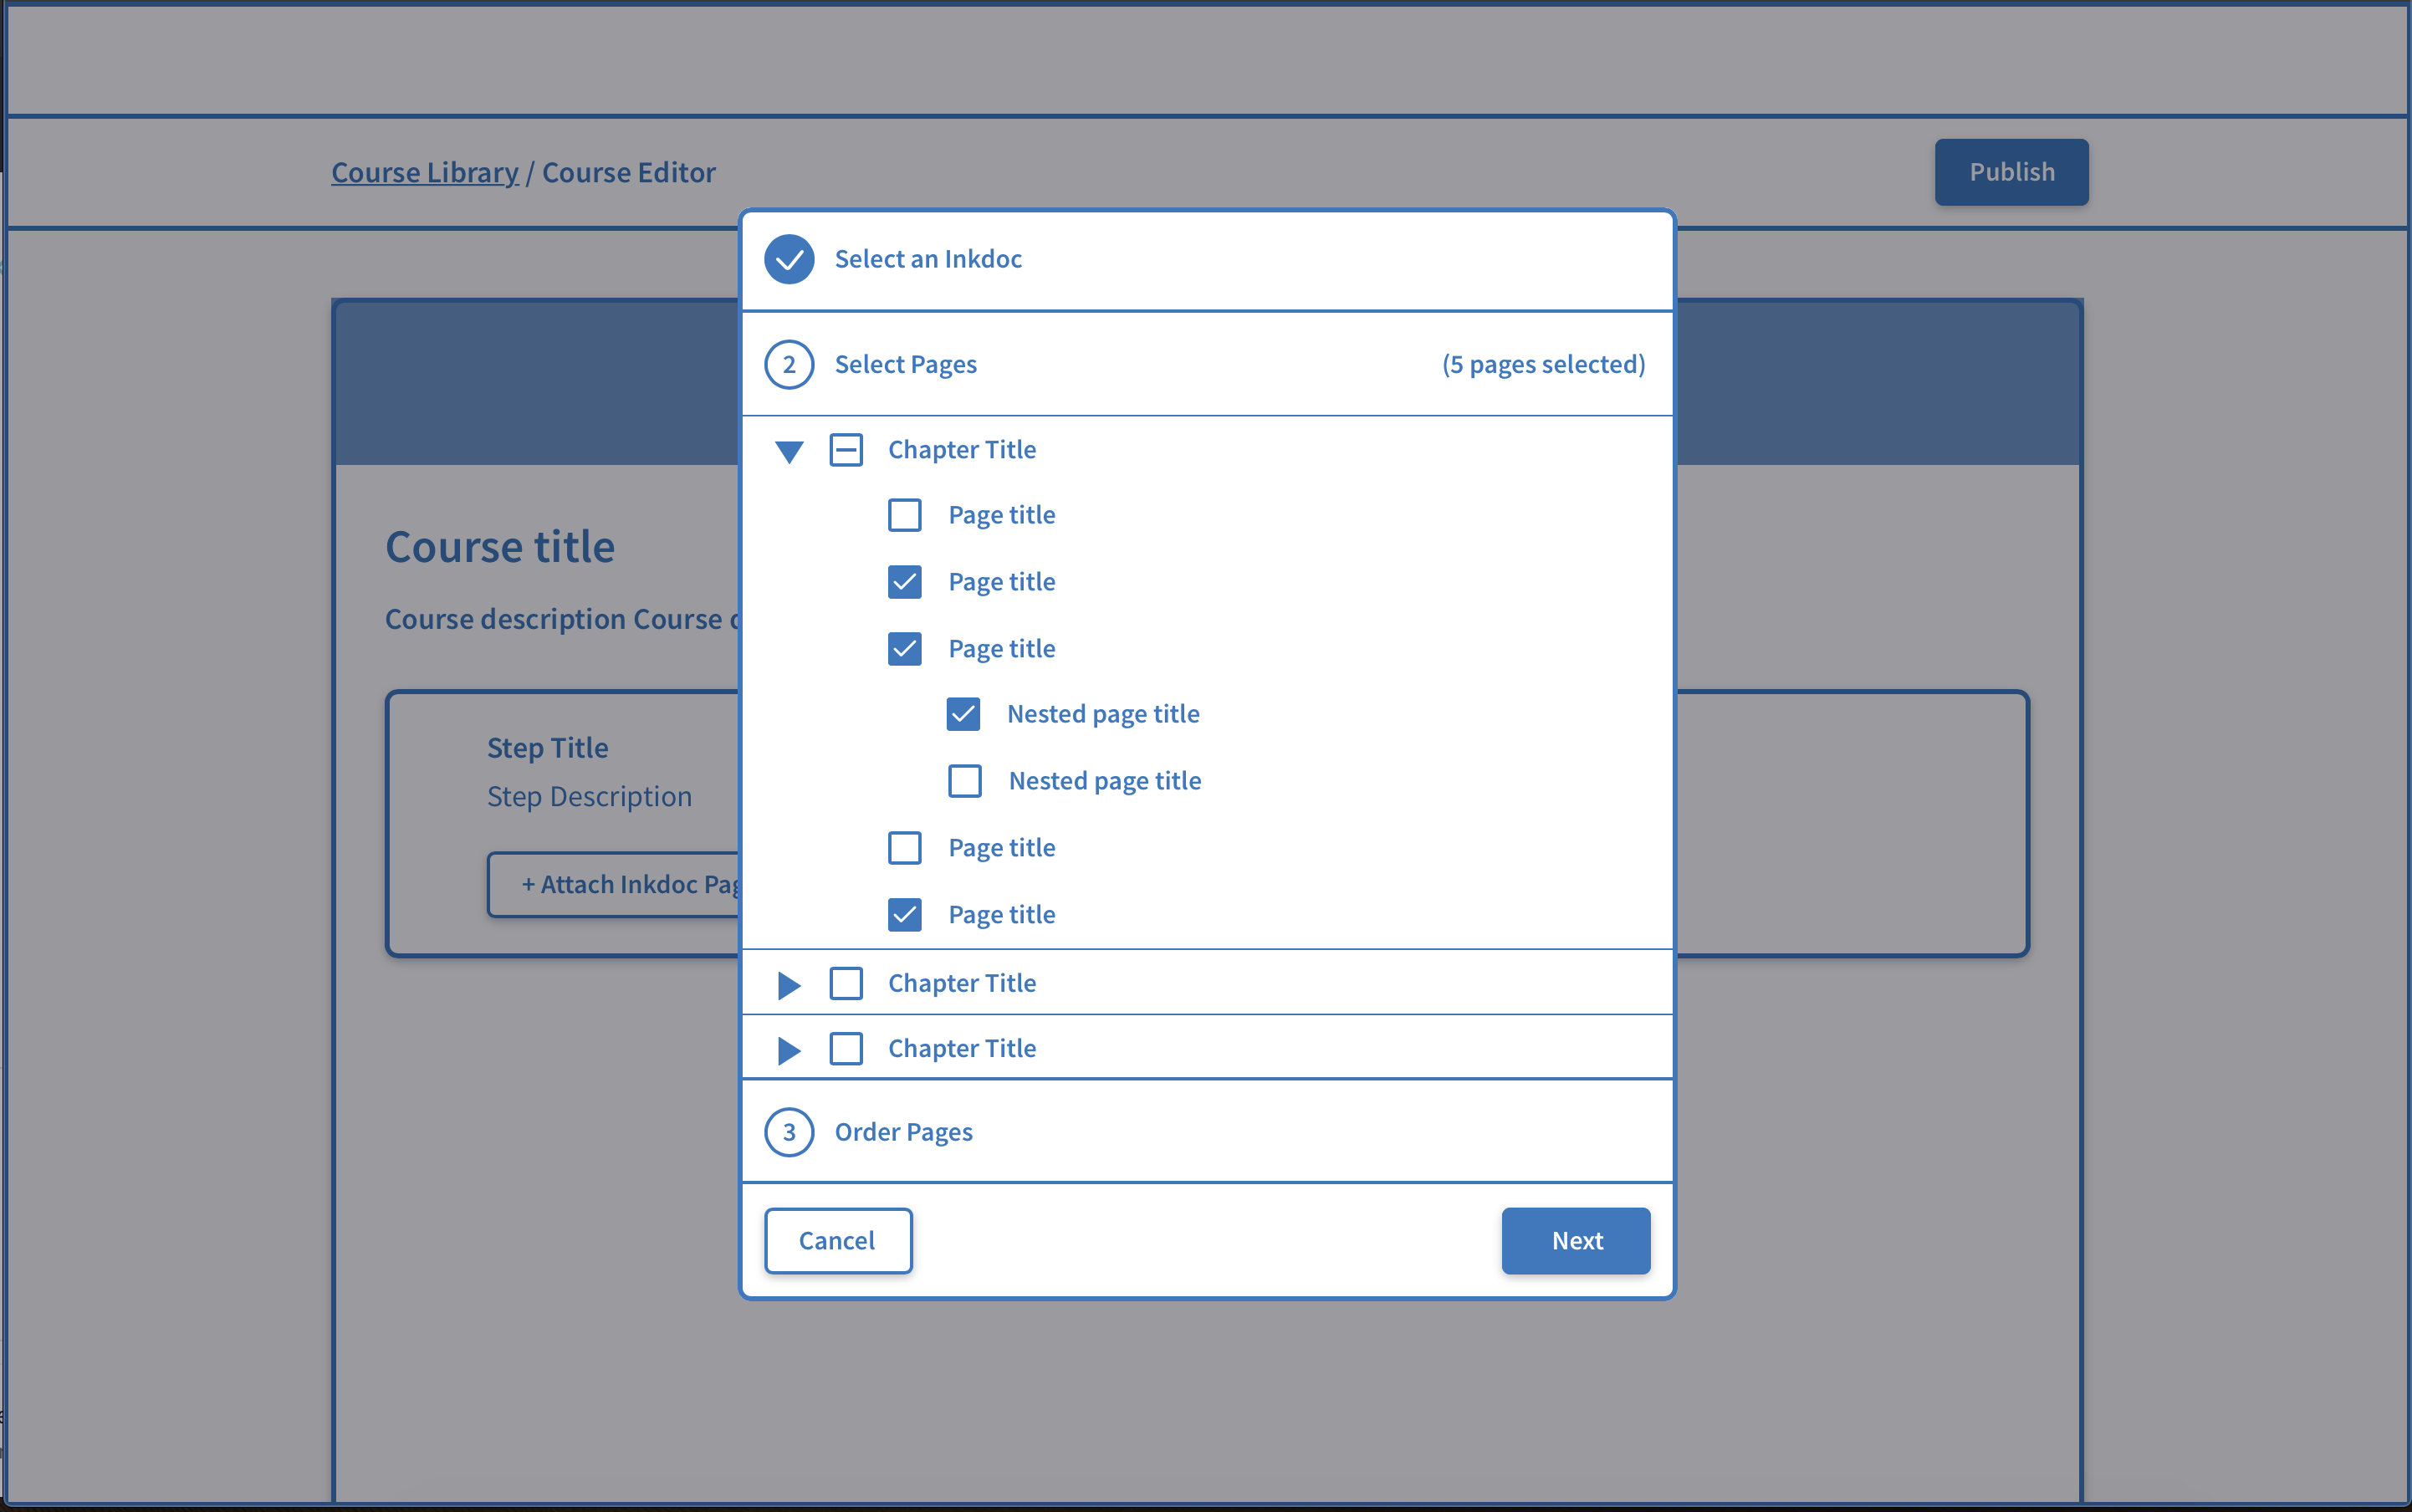 Course Library / Course Editor
Publish
Select an Inkdoc
2 Select Pages (5 pages selected)
Chapter Title
Page title
Page title
Page title
Nested page title
Nested page title
Page title
Page title
Chapter Title
Chapter Title
3 Order Pages
Cancel Next
Course title
Course description Course
Step Title
Step Description
+ Attach Inkdoc